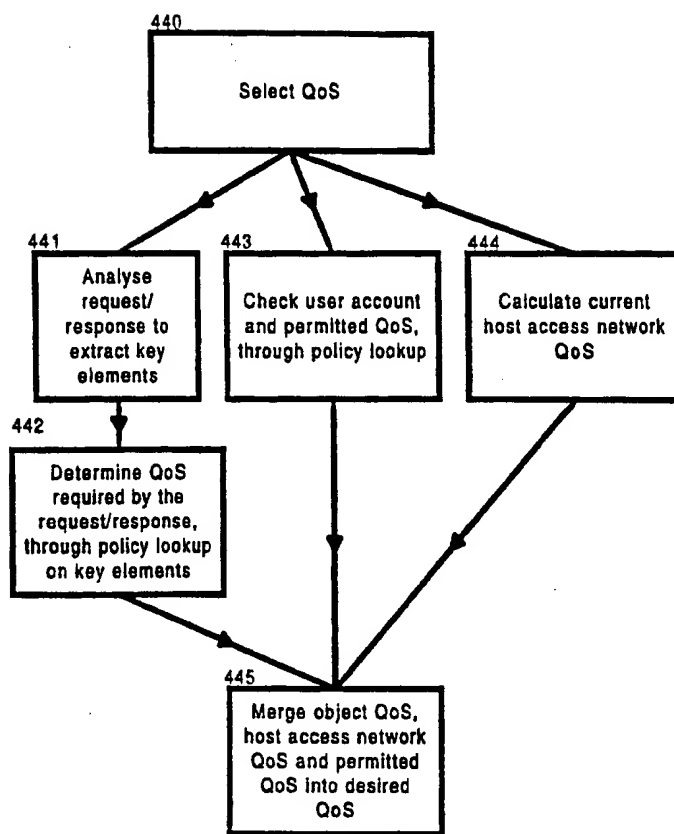 440
Select QoS
441
Analyse
request/
response to
extract key
elements
443
Check user account
and permitted QoS,
through policy lookup
444
Calculate current
host access network
QoS
442
Determine QoS
required by the
request/response,
through policy lookup
on key elements
445
Merge object QoS,
host access network
QoS and permitted
QoS into desired
QoS